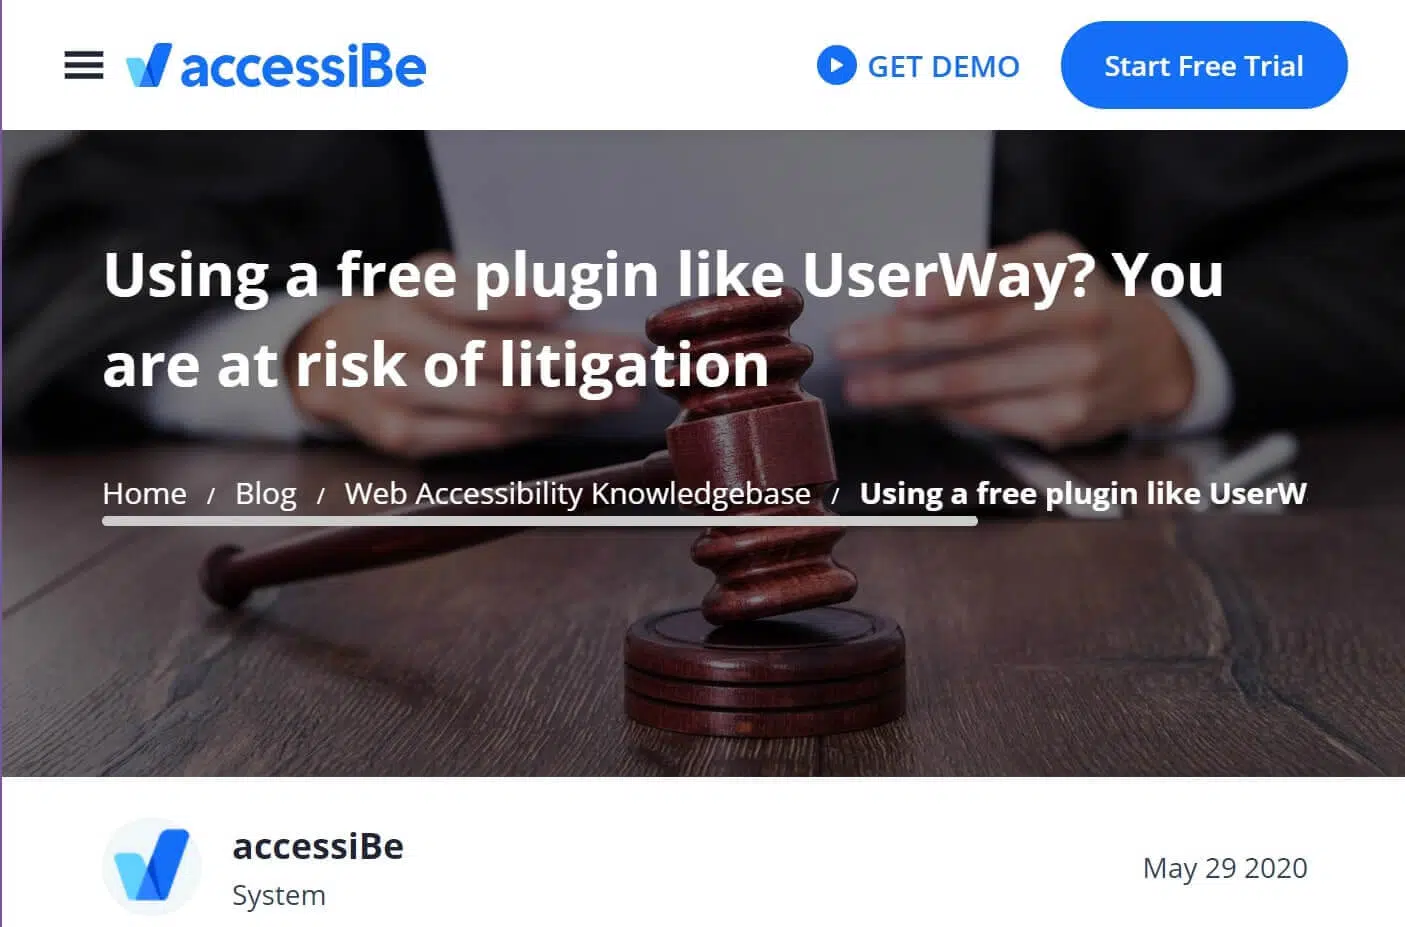 accessiBe
GET DEMO
Start Free Trial
Using a free plugin like UserWay? You
are at risk of litigation
Home / Blog / Web Accessibility Knowledgebase / Using a free plugin like UserW
accessiBe
System
May 29 2020